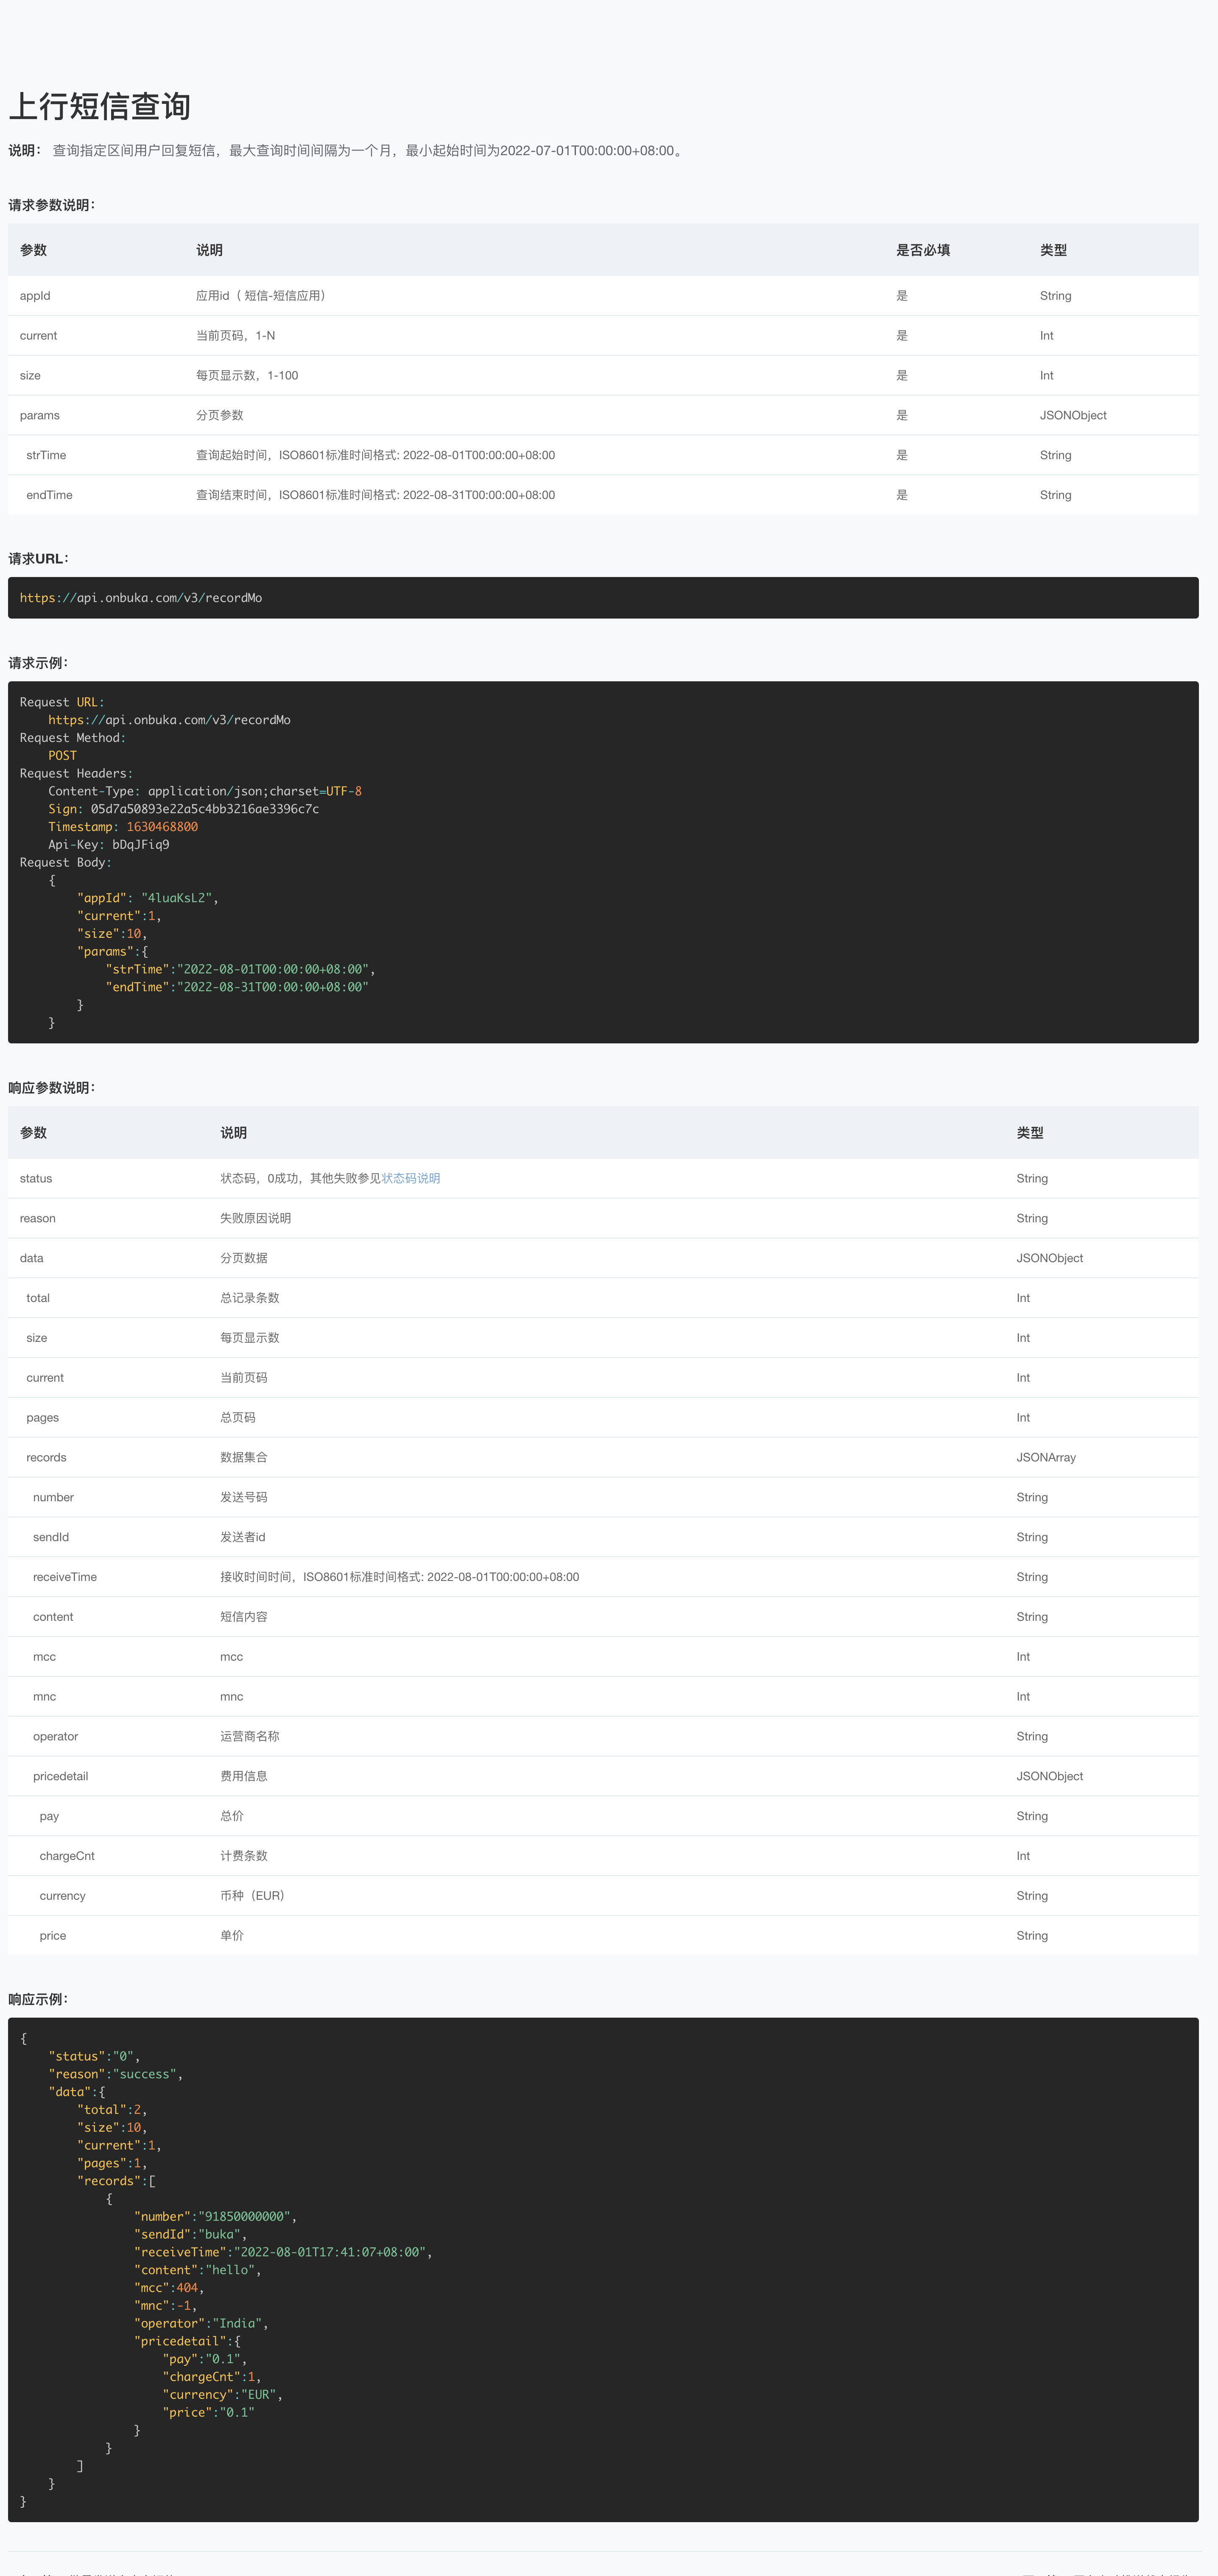 上行短信查询
说明： 查询指定区间用户回复短信，最大查询时间间隔为一个月，最小起始时间为2022-07-01T00:00:00+08:00。
请求参数说明：
参数 说明 是否必填 类型
appId 应用id（ 短信-短信应用） 是 String
current 当前页码，1-N 是 Int
size 每页显示数，1-100 是 Int
params 分页参数 是 JSONObject
strTime 查询起始时间，ISO8601标准时间格式: 2022-08-01T00:00:00+08:00 是 String
endTime 查询结束时间，ISO8601标准时间格式: 2022-08-31T00:00:00+08:00 是 String
请求URL：
https://api.onbuka.com/v3/recordMo
请求示例：
Request URL:
https://api.onbuka.com/v3/recordMo
Request Method:
POST
Request Headers:
Content-Type: application/json;charset=UTF-8
Sign: 05d7a50893e22a5c4bb3216ae3396c7c
Timestamp: 1630468800
Api-Key: bDqJFiq9
Request Body:
{
"appId": "4luaKsL2",
"current":1,
"size":10,
"params":{
"strTime":"2022-08-01T00:00:00+08:00",
"endTime":"2022-08-31T00:00:00+08:00"
}
}
响应参数说明：
参数 说明 类型
status 状态码，0成功，其他失败参见状态码说明 String
reason 失败原因说明 String
data 分页数据 JSONObject
total 总记录条数 Int
size 每页显示数 Int
current 当前页码 Int
pages 总页码 Int
records 数据集合 JSONArray
number 发送号码 String
sendId 发送者id String
receiveTime 接收时间时间，ISO8601标准时间格式: 2022-08-01T00:00:00+08:00 String
content 短信内容 String
mcc mcc Int
mnc mnc Int
operator 运营商名称 String
pricedetail 费用信息 JSONObject
pay 总价 String
chargeCnt 计费条数 Int
currency 币种（EUR） String
price 单价 String
响应示例：
{
"status":"0",
"reason":"success",
"data":{
"total":2,
"size":10,
"current":1,
"pages":1,
"records":[
{
"number":"91850000000",
"sendId":"buka",
"receiveTime":"2022-08-01T17:41:07+08:00",
"content":"hello",
"mcc":404,
"mnc":-1,
"operator":"India",
"pricedetail":{
"pay":"0.1",
"chargeCnt":1,
"currency":"EUR",
"price":"0.1"
}
}
]
}
}